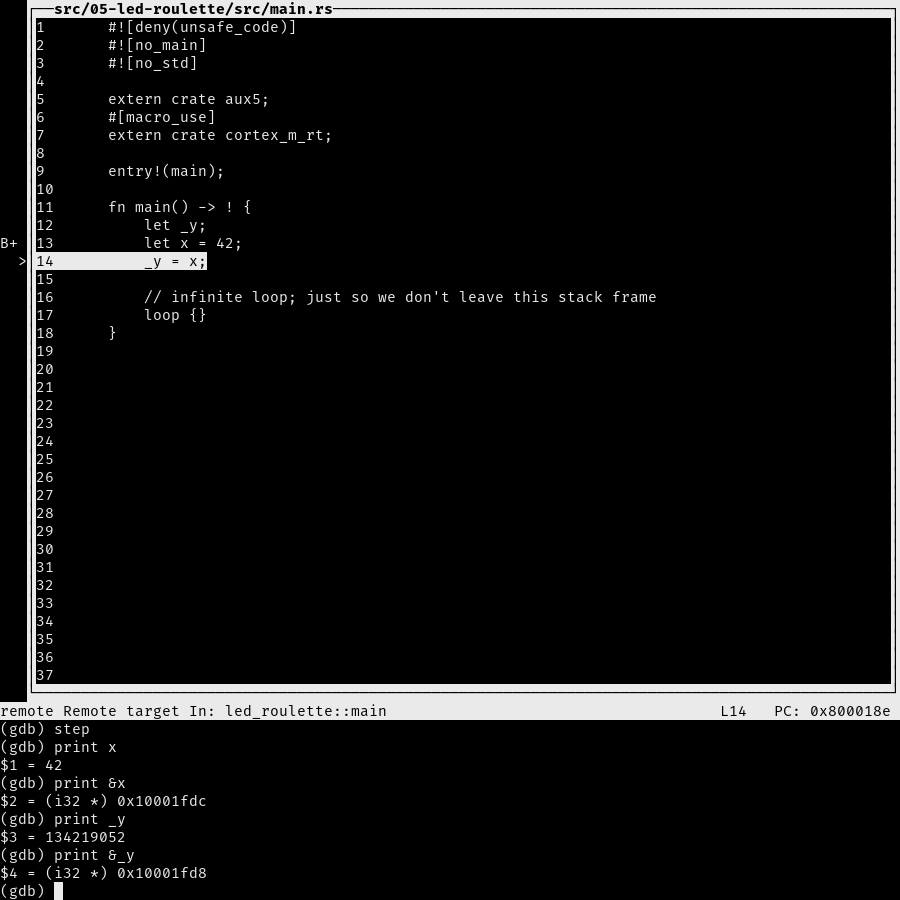 src/05-led-roulette/src/main.rs
1 #![deny(unsafe_code)]
2 #![no_main]
3 #![no_std]
4
5 extern crate aux5;
6 #[macro_use]
7 extern crate cortex_m_rt;
8
9 entry!(main);
10
11 fn main() -> ! {
12 let _y;
B+ 13 let x = 42;
> 14 _y = x;
15
16 // infinite loop; just so we don't leave this stack frame
17 loop {}
18 }
19
20
21
22
23
24
25
26
27
28
29
30
31
32
33
34
35
36
37
remote Remote target In: led_roulette::main L14 PC: 0x800018e
(gdb) step
(gdb) print x
$1 = 42
(gdb) print &x
$2 = (i32 *) 0x10001fdc
(gdb) print _y
$3 = 134219052
(gdb) print &_y
$4 = (i32 *) 0x10001fd8
(gdb)